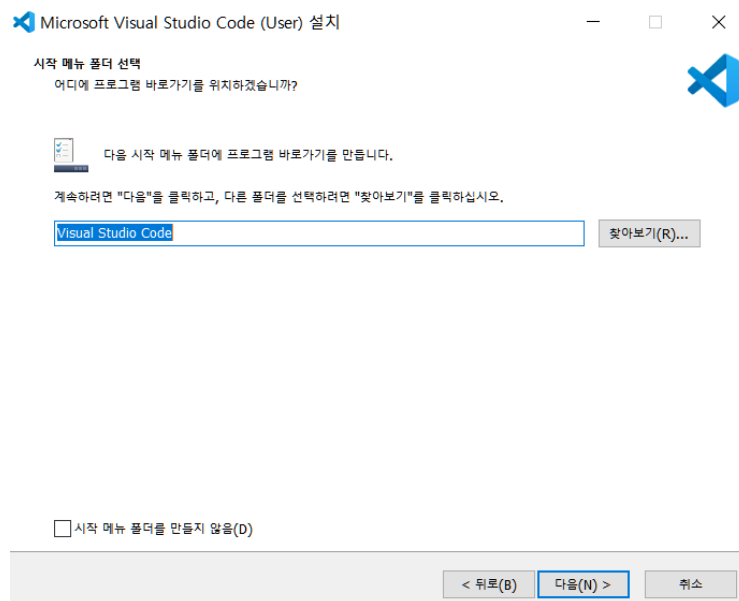 Microsoft Visual Studio Code (User) 설치
시작 메뉴 폴더 선택
어디에 프로그램 바로가기를 위치하겠습니까?
다음 시작 메뉴 폴더에 프로그램 바로가기를 만듭니다.
계속하려면 "다음"을 클릭하고, 다른 폴더를 선택하려면 "찾아보기"를 클릭하십시오.
Visual Studio Code 찾아보기(R)...
시작 메뉴 폴더를 만들지 않음(D)
< 뒤로(B) 다음(N) > 취소